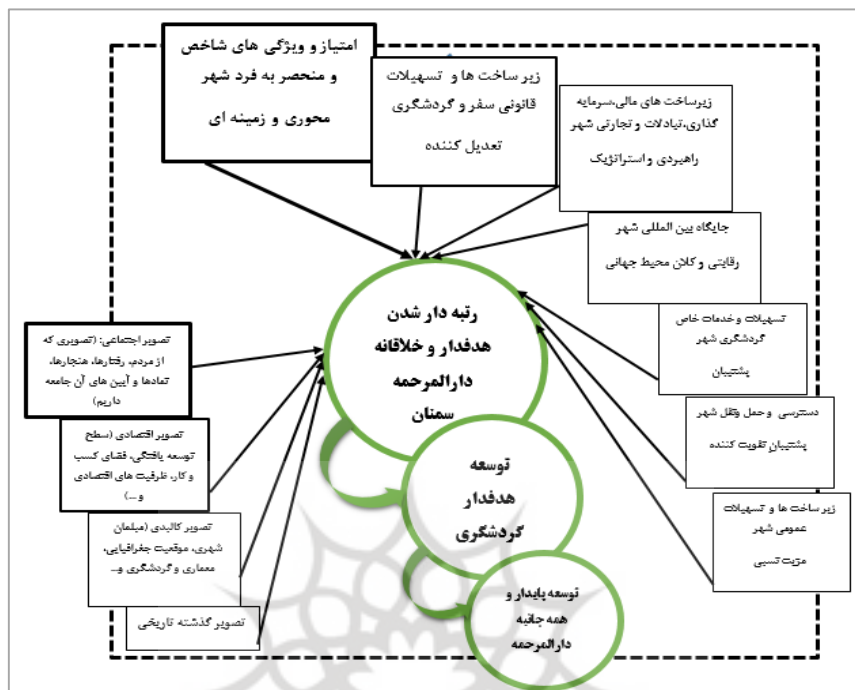 امتیاز و ویژگی های شاخص
و منحصر به فرد شهر
محوری و زمینه ای
زیر ساخت ها و تسهیلات
قانونی سفر و گردشگری
تعدیل کننده
زیرساخت های مالی،سرمایه
گذاری،تبادلات و تجارتی شهر
راهبردی و استراتژیک
جایگاه بین المللی شهر
رقابتی و کلان محیط جهانی
تسهیلات و خدمات خاص
گردشگری شهر
پشتیبان
دسترسی و حمل ونقل شهر
پشتیبان تقویت کننده
زیر ساخت ها و تسهیلات
عمومی شهر
مزیت نسبی
رتبه دار شدن
هدفدار و خلاقانه
دارالمرحمه
سمنان
توسعه
هدفدار
گردشگری
توسعه پایدار و
همه جانبه
دارالمرحمه
تصویر اجتماعی: (تصویری که
از مردم، رفتارها، هنجارها،
نمادها و آیین های آن جامعه
داریم)
تصویر اقتصادی (سطح
توسعه یافتگی، فضای کسب
و کار، ظرفیت های اقتصادی
و ...)
تصویر کالبدی (مبلمان
شهری، موقعیت جغرافیایی،
معماری و گردشگری و...
تصویر گذشته تاریخی